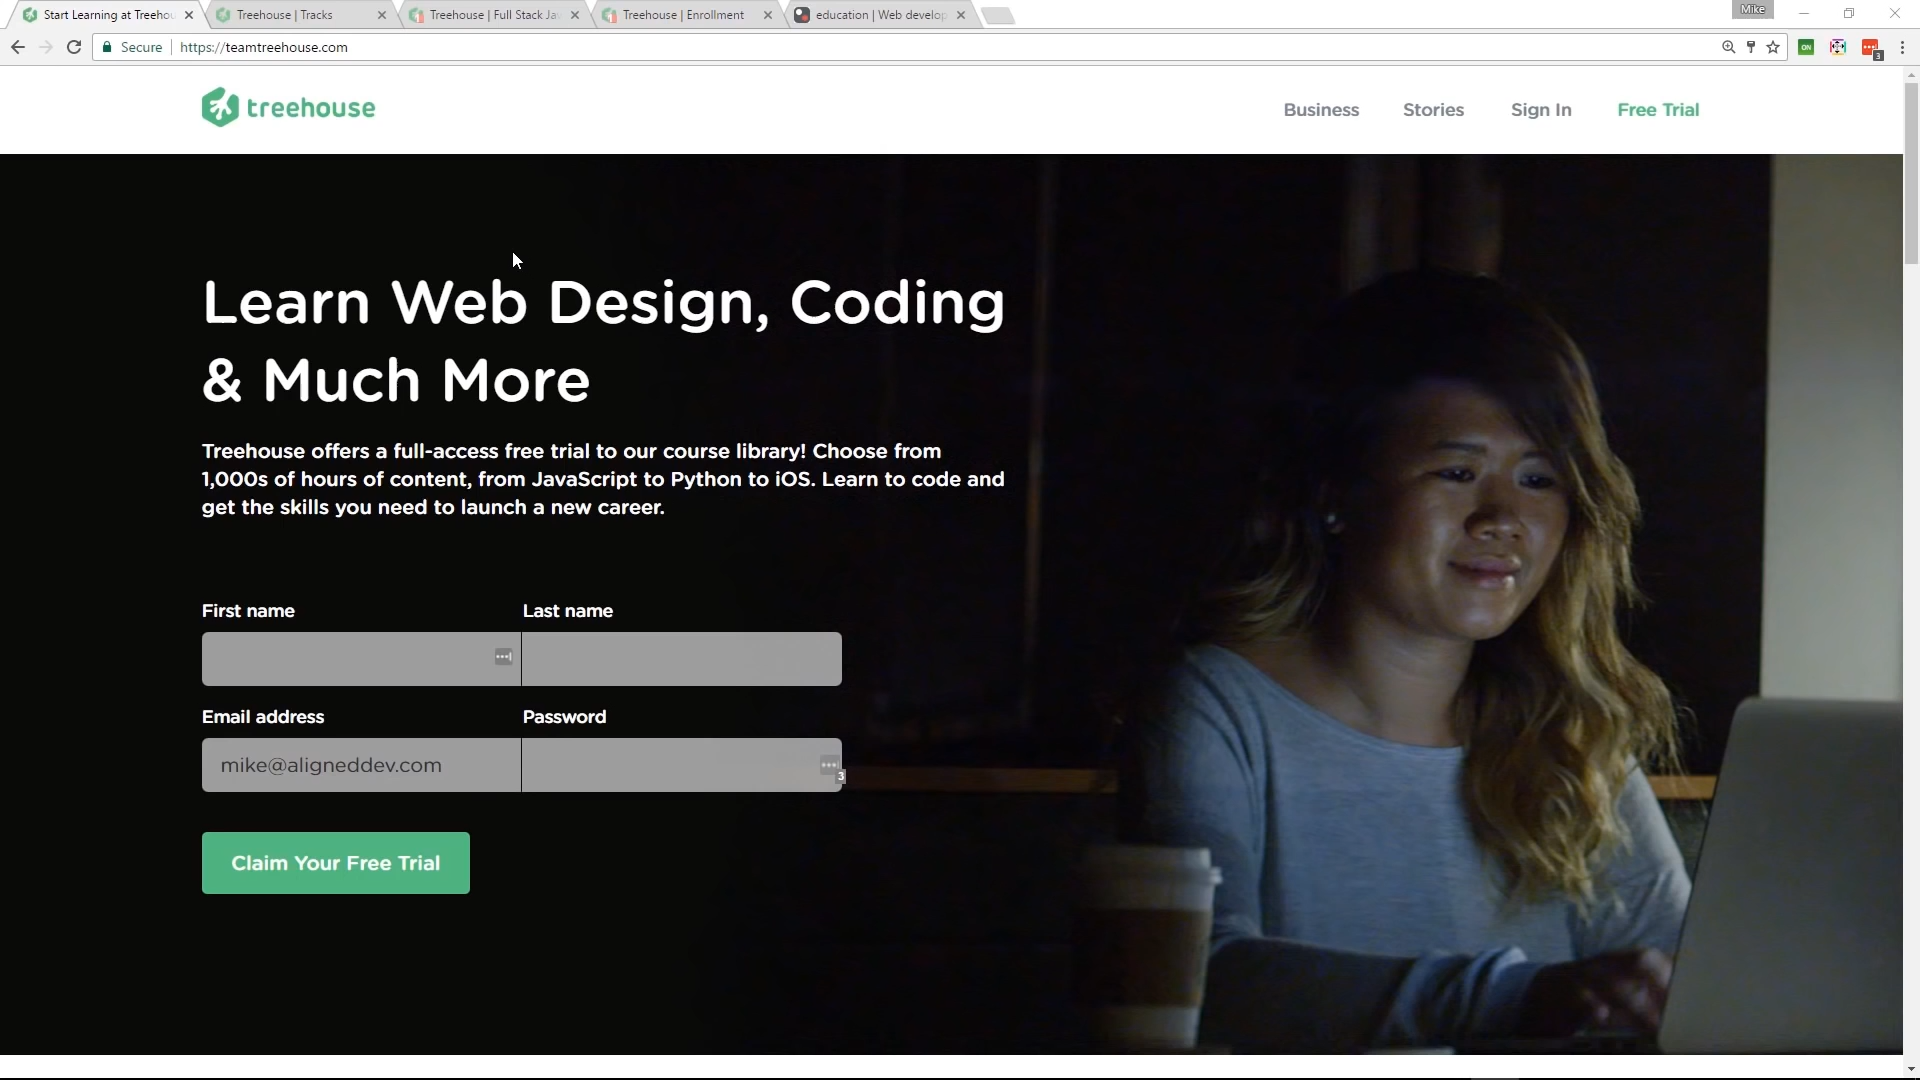 Start Learning at Treehou
Treehouse | Tracks
Treehouse | Full Stack Ja
Treehouse | Enrollment
education | Web develop
Mike
Secure
https://teamtreehouse.com
ON
3
treehouse
Business
Stories
Sign In
Free Trial
Learn Web Design, Coding
& Much More
Treehouse offers a full-access free trial to our course library! Choose from
1,000s of hours of content, from JavaScript to Python to iOS. Learn to code and
get the skills you need to launch a new career.
First name
Last name
Email address
Password
mike@aligneddev.com
3
Claim Your Free Trial